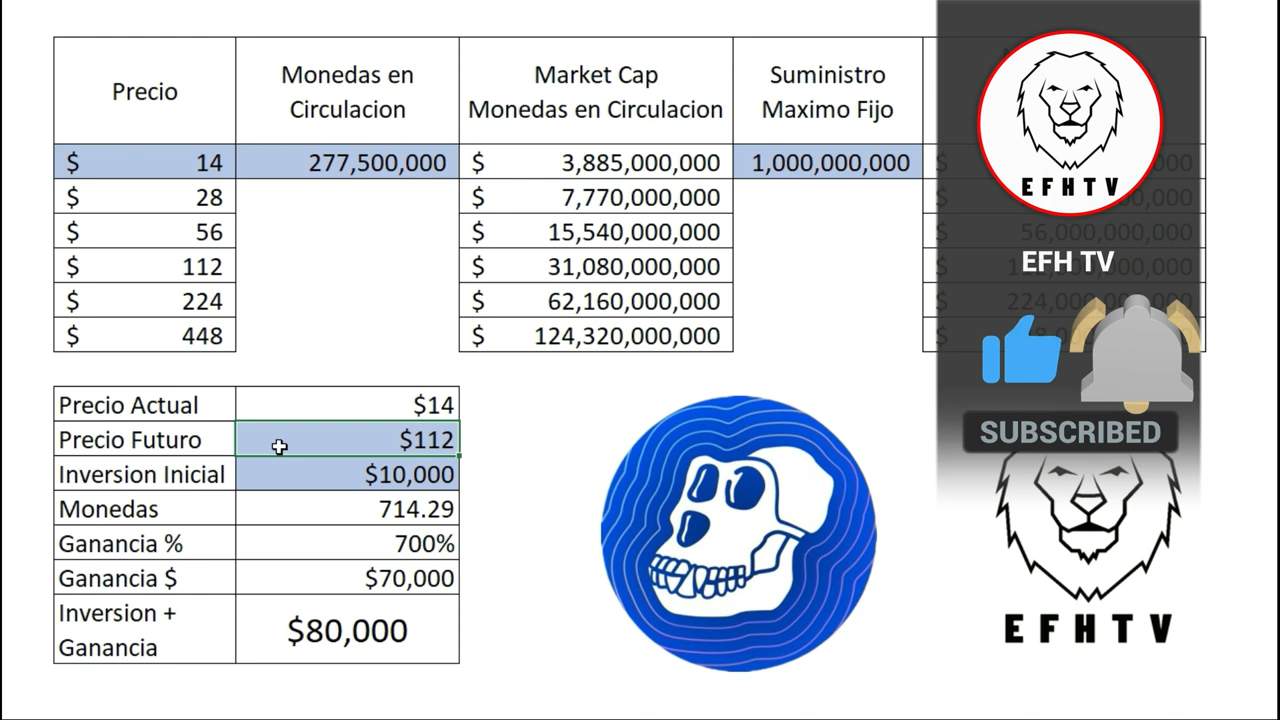 Precio
Monedas en
Circulacion
Market Cap
Monedas en Circulacion
Suministro
Maximo Fijo
$ 14 277,500,000 $ 3,885,000,000 1,000,000,000 $
$ 28 $ 7,770,000,000 $
$ 56 $ 15,540,000,000 $ 56,000,000,000
$ 112 $ 31,080,000,000 $
$ 224 $ 62,160,000,000 $ 224,000,000,000
$ 448 $ 124,320,000,000 $
Precio Actual $14
Precio Futuro $112
Inversion Inicial $10,000
Monedas 714.29
Ganancia % 700%
Ganancia $ $70,000
Inversion +
Ganancia
$80,000
EFHTV
EFH TV
SUBSCRIBED
EFHTV